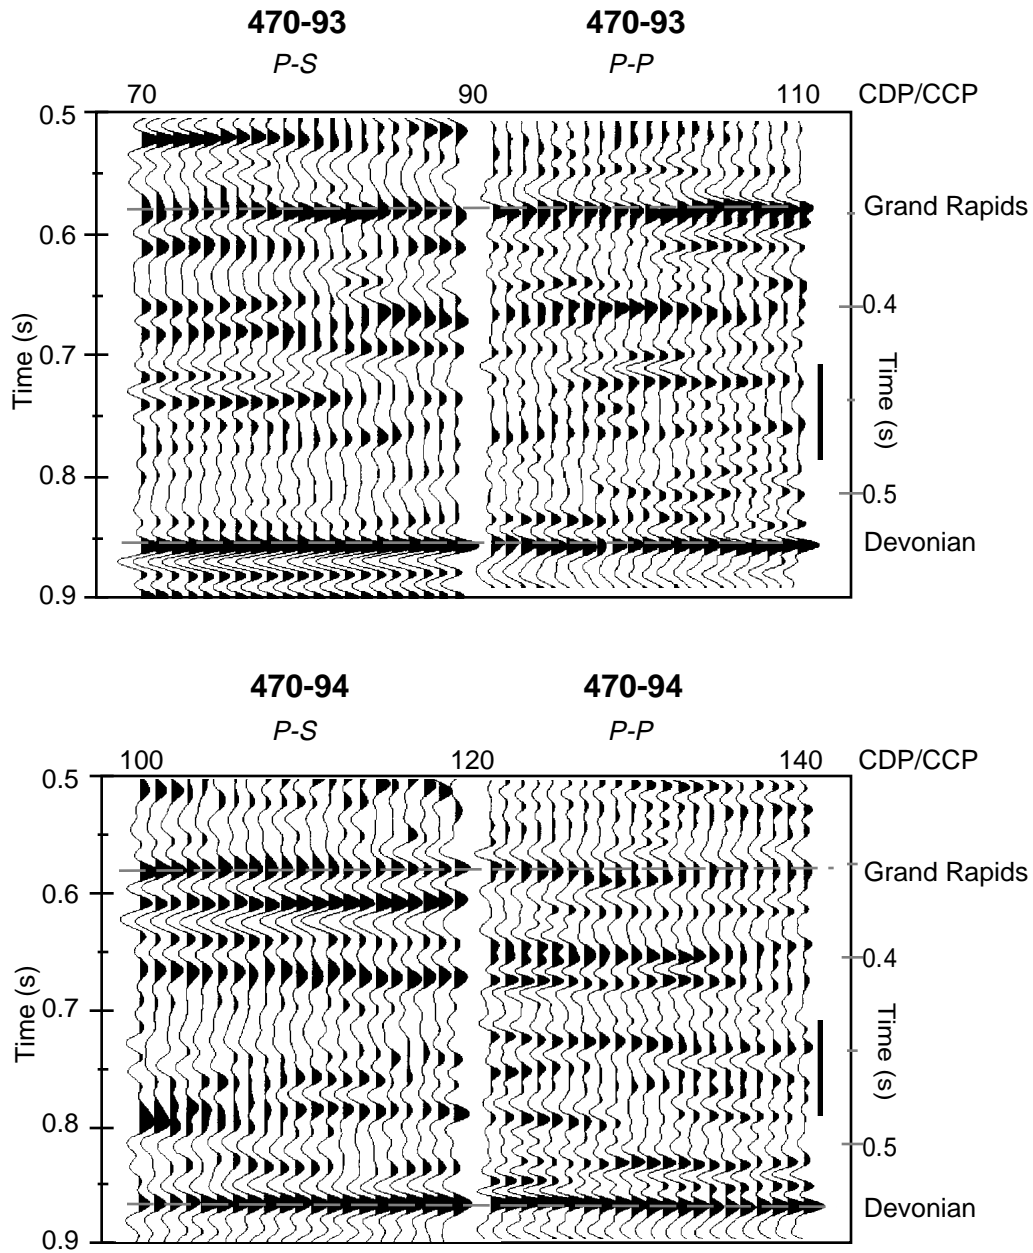 470-93 470-93
P-S P-P
70 90 110 CDP/CCP
0.5
Grand Rapids
0.6
0.4
0.7
Time (s)
Time (s)
0.8
0.5
Devonian
0.9
470-94 470-94
P-S P-P
100 120 140 CDP/CCP
0.5
Grand Rapids
0.6
0.4
0.7
Time (s)
Time (s)
0.8
0.5
Devonian
0.9